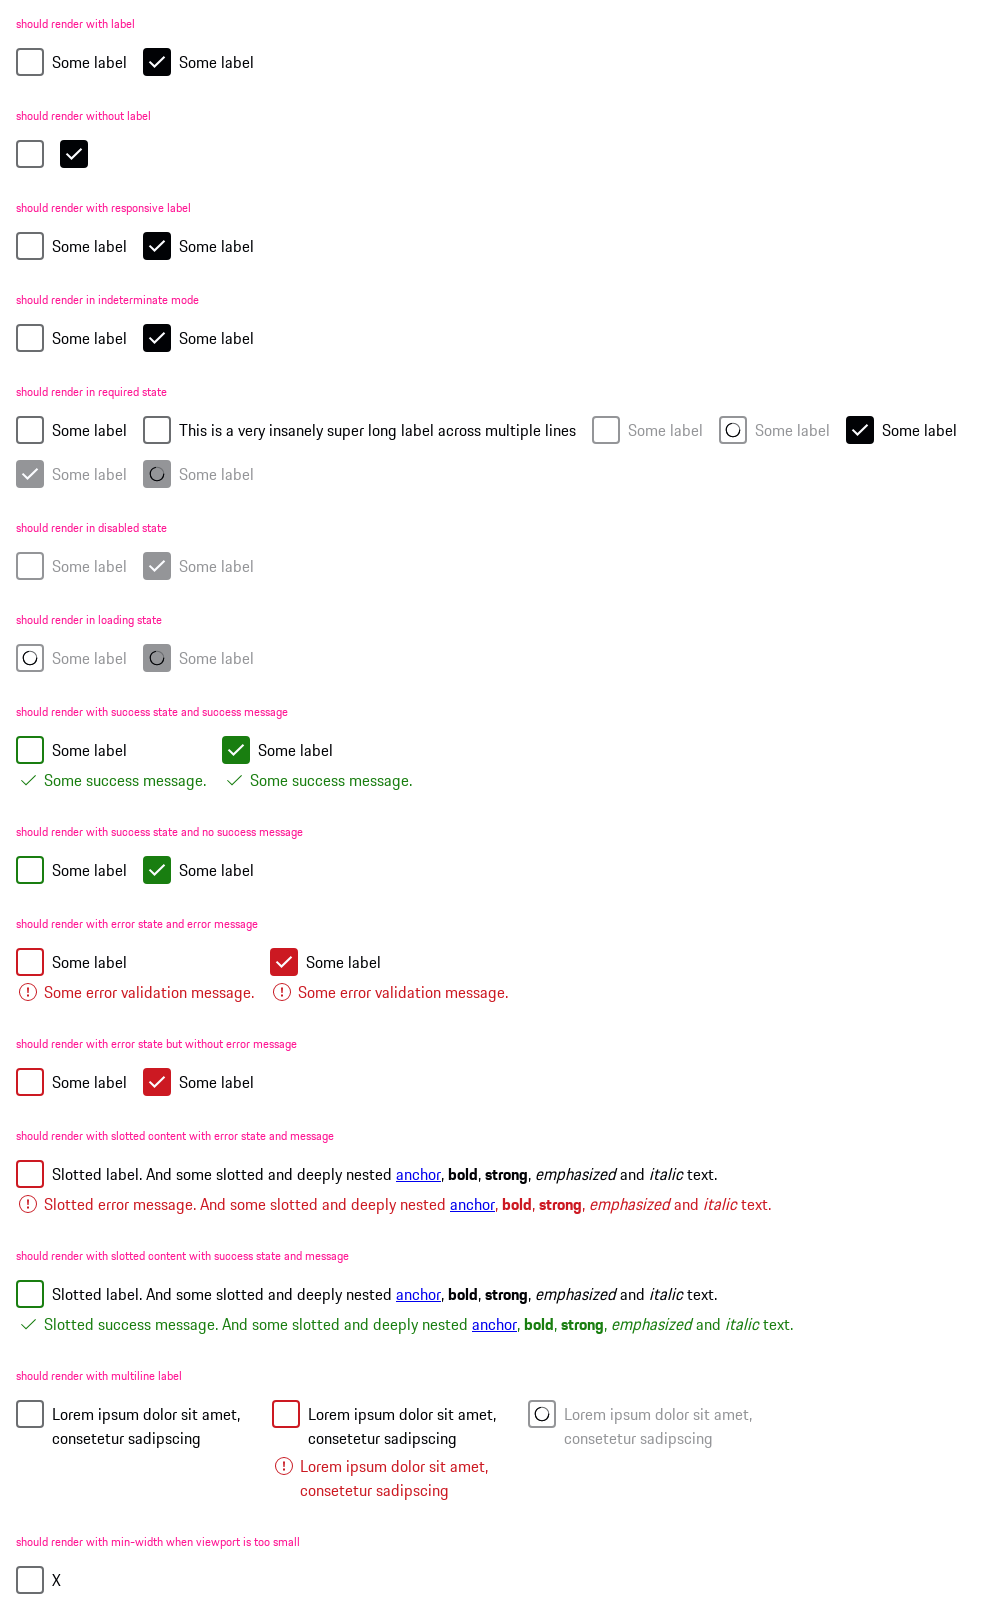 should render with label
Some label Some label
should render without label
should render with responsive label
Some label Some label
should render in indeterminate mode
Some label Some label
should render in required state
Some label This is a very insanely super long label across multiple lines Some label Some label Some label
Some label Some label
should render in disabled state
Some label Some label
should render in loading state
Some label Some label
should render with success state and success message
Some label Some label
Some success message. Some success message.
should render with success state and no success message
Some label Some label
should render with error state and error message
Some label Some label
Some error validation message. Some error validation message.
should render with error state but without error message
Some label Some label
should render with slotted content with error state and message
Slotted label. And some slotted and deeply nested anchor, bold, strong, emphasized and italic text.
Slotted error message. And some slotted and deeply nested anchor, bold, strong, emphasized and italic text.
should render with slotted content with success state and message
Slotted label. And some slotted and deeply nested anchor, bold, strong, emphasized and italic text.
Slotted success message. And some slotted and deeply nested anchor, bold, strong, emphasized and italic text.
should render with multiline label
Lorem ipsum dolor sit amet, Lorem ipsum dolor sit amet, Lorem ipsum dolor sit amet,
consetetur sadipscing consetetur sadipscing consetetur sadipscing
Lorem ipsum dolor sit amet,
consetetur sadipscing
should render with min-width when viewport is too small
X